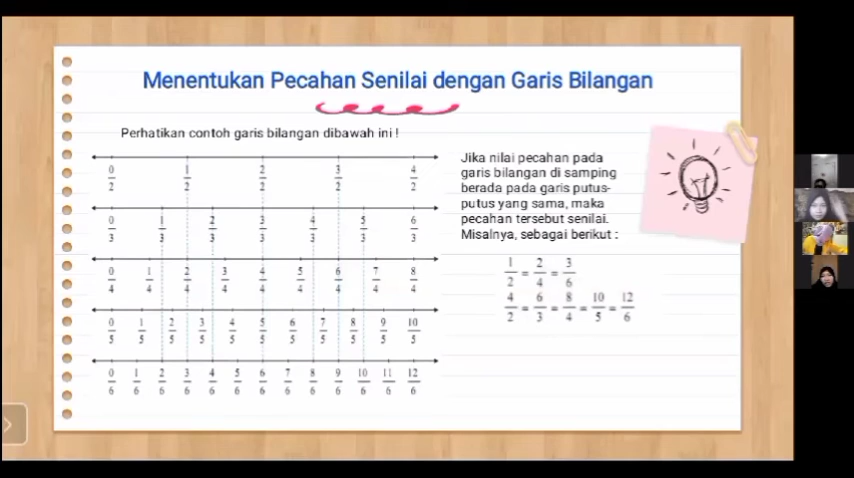 Menentukan Pecahan Senilai dengan Garis Bilangan
Perhatikan contoh garis bilangan dibawah ini !
0/2 1/2 2/2 3/2 4/2
0/3 1/3 2/3 3/3 4/3 5/3 6/3
0/4 1/4 2/4 3/4 4/4 5/4 6/4 7/4 8/4
0/5 1/5 2/5 3/5 4/5 5/5 6/5 7/5 8/5 9/5 10/5
0/6 1/6 2/6 3/6 4/6 5/6 6/6 7/6 8/6 9/6 10/6 11/6 12/6
Jika nilai pecahan pada
garis bilangan di samping
berada pada garis putus-
putus yang sama, maka
pecahan tersebut senilai.
Misalnya, sebagai berikut :
1/2 = 2/4 = 3/6
4/2 = 6/3 = 8/4 = 10/5 = 12/6